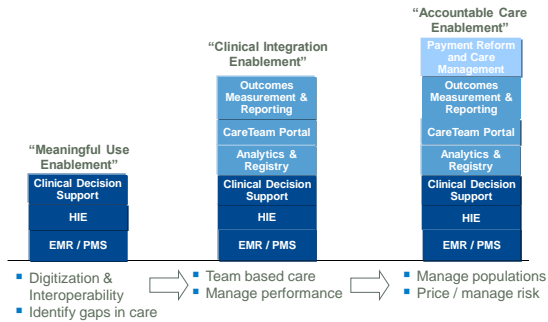 “Meaningful Use
Enablement”
Clinical Decision
Support
HIE
EMR / PMS
▪ Digitization &
Interoperability
▪ Identify gaps in care
“Clinical Integration
Enablement”
Outcomes
Measurement &
Reporting
CareTeam Portal
Analytics &
Registry
Clinical Decision
Support
HIE
EMR / PMS
▪ Team based care
▪ Manage performance
“Accountable Care
Enablement”
Payment Reform
and Care
Management
Outcomes
Measurement &
Reporting
CareTeam Portal
Analytics &
Registry
Clinical Decision
Support
HIE
EMR / PMS
▪ Manage populations
▪ Price / manage risk